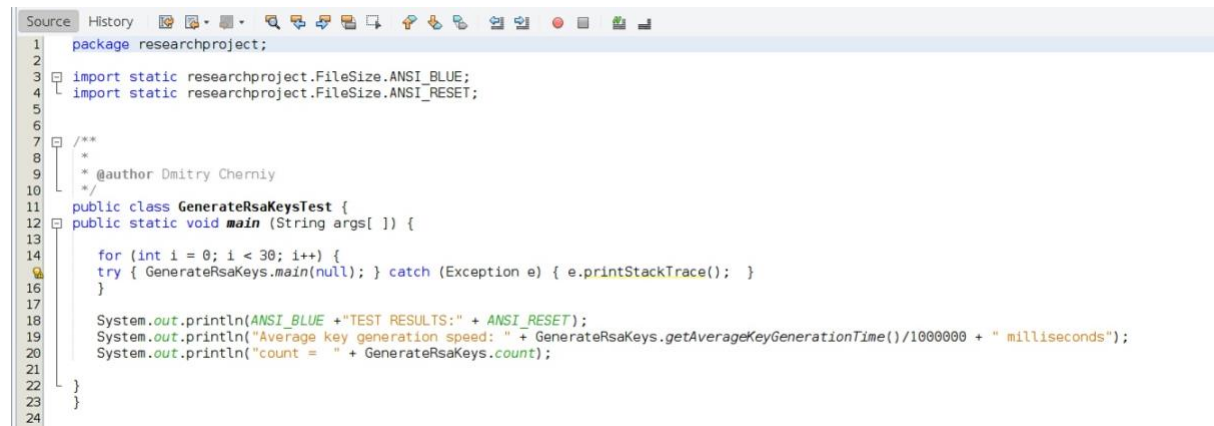 Source History
1 package researchproject;
2
3 import static researchproject.FileSize.ANSI_BLUE;
4 import static researchproject.FileSize.ANSI_RESET;
5
6
7 /**
8 *
9 * @author Dmitry Cherniy
10 */
11 public class GenerateRsaKeysTest {
12 public static void main (String args[ ]) {
13
14 for (int i = 0; i < 30; i++) {
try { GenerateRsaKeys.main(null); } catch (Exception e) { e.printStackTrace(); }
16 }
17
18 System.out.println(ANSI_BLUE +"TEST RESULTS:" + ANSI_RESET);
19 System.out.println("Average key generation speed: " + GenerateRsaKeys.getAverageKeyGenerationTime()/1000000 + " milliseconds");
20 System.out.println("count = " + GenerateRsaKeys.count);
21
22 }
23 }
24